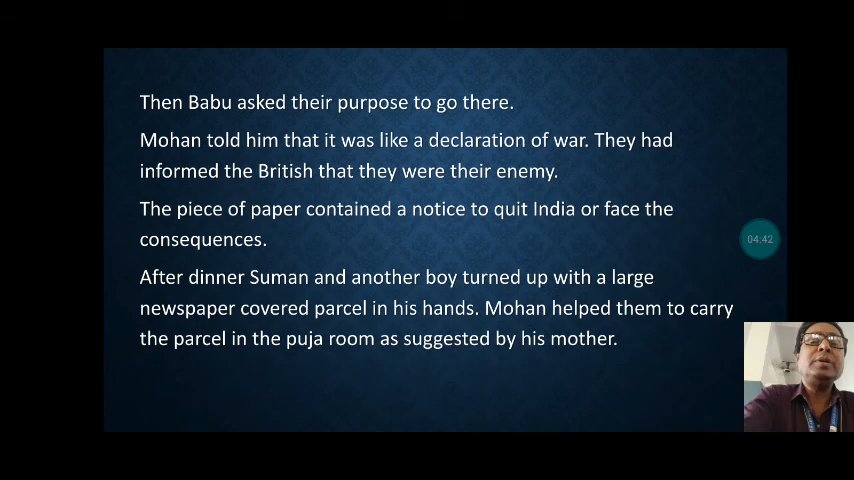 Then Babu asked their purpose to go there.
Mohan told him that it was like a declaration of war. They had
informed the British that they were their enemy.
The piece of paper contained a notice to quit India or face the
consequences.
04:42
After dinner Suman and another boy turned up with a large
newspaper covered parcel in his hands. Mohan helped them to carry
the parcel in the puja room as suggested by his mother.